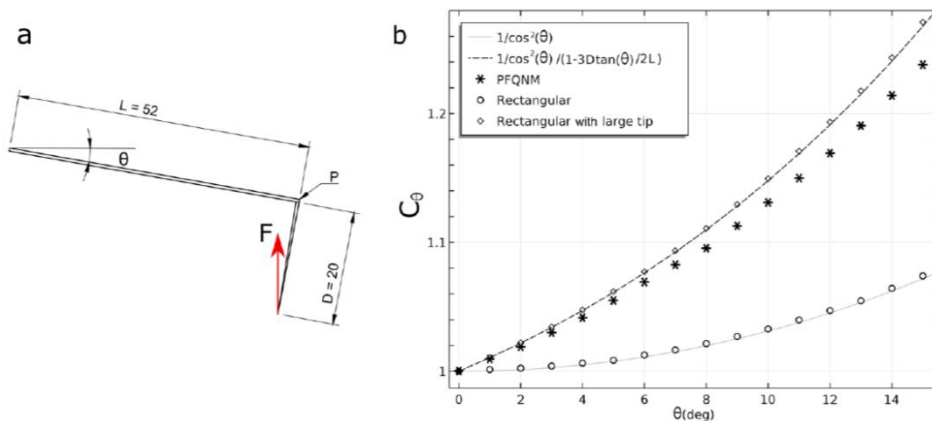 a
L = 52
θ
P
F
D = 20
b
1/cos²(θ)
1/cos²(θ)/(1-3Dtan(θ)/2L)
PFQNM
Rectangular
Rectangular with large tip
1.2
1.1
1
Cθ
0 2 4 6 8 10 12 14
θ(deg)